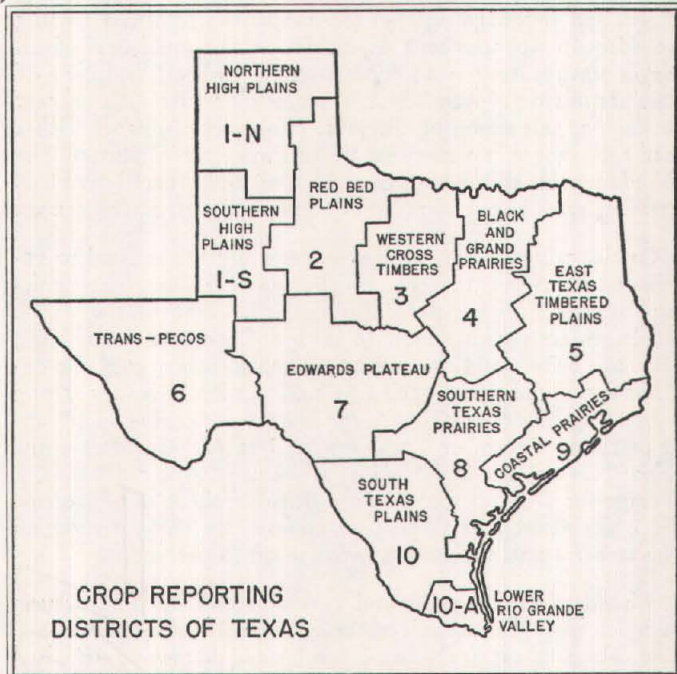 NORTHERN
HIGH PLAINS
1-N
RED BED
PLAINS
2
SOUTHERN
HIGH
PLAINS
1-S
WESTERN
CROSS
TIMBERS
3
BLACK
AND
GRAND
PRAIRIES
4
EAST
TEXAS
TIMBERED
PLAINS
5
TRANS-PECOS
6
EDWARDS PLATEAU
7
SOUTHERN
TEXAS
PRAIRIES
8
COASTAL PRAIRIES
9
SOUTH
TEXAS
PLAINS
10
10-A
LOWER
RIO GRANDE
VALLEY
CROP REPORTING
DISTRICTS OF TEXAS